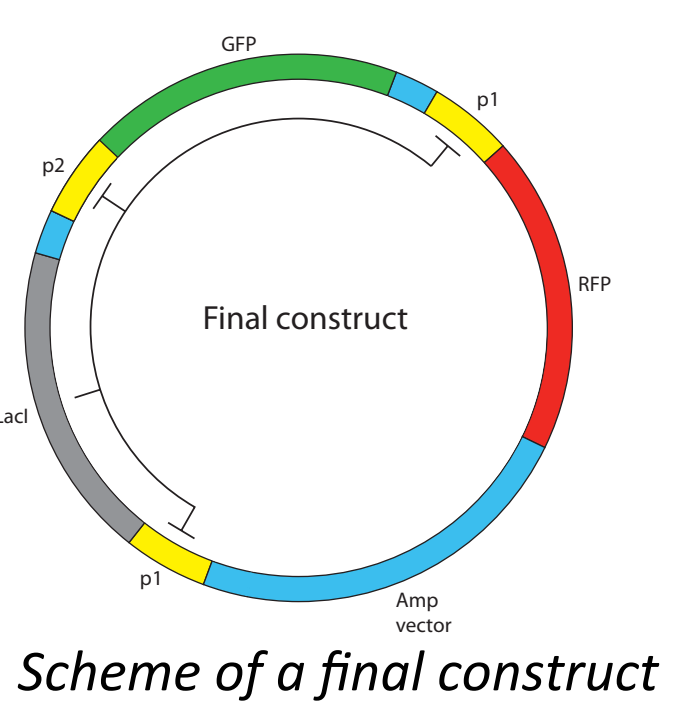 GFP
p1
p2
RFP
Final construct
LacI
p1
Amp
vector
Scheme of a final construct